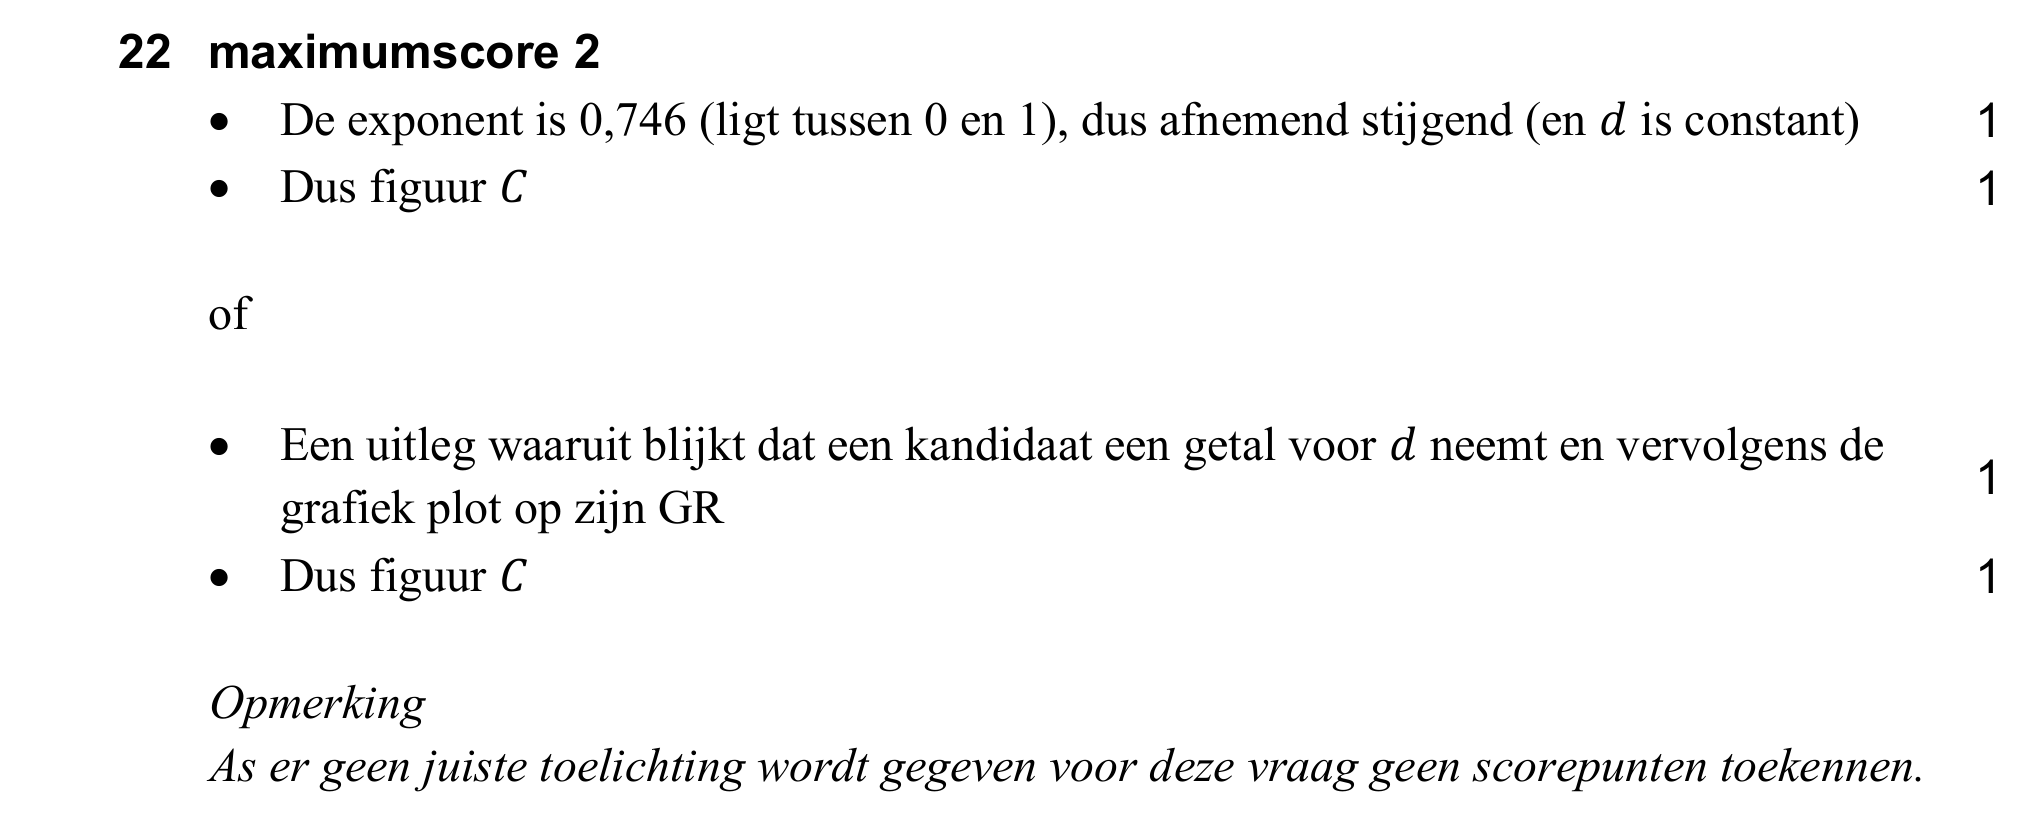 22 maximumscore 2
• De exponent is 0,746 (ligt tussen 0 en 1), dus afnemend stijgend (en d is constant) 1
• Dus figuur C 1
of
• Een uitleg waaruit blijkt dat een kandidaat een getal voor d neemt en vervolgens de
grafiek plot op zijn GR 1
• Dus figuur C 1
Opmerking
As er geen juiste toelichting wordt gegeven voor deze vraag geen scorepunten toekennen.